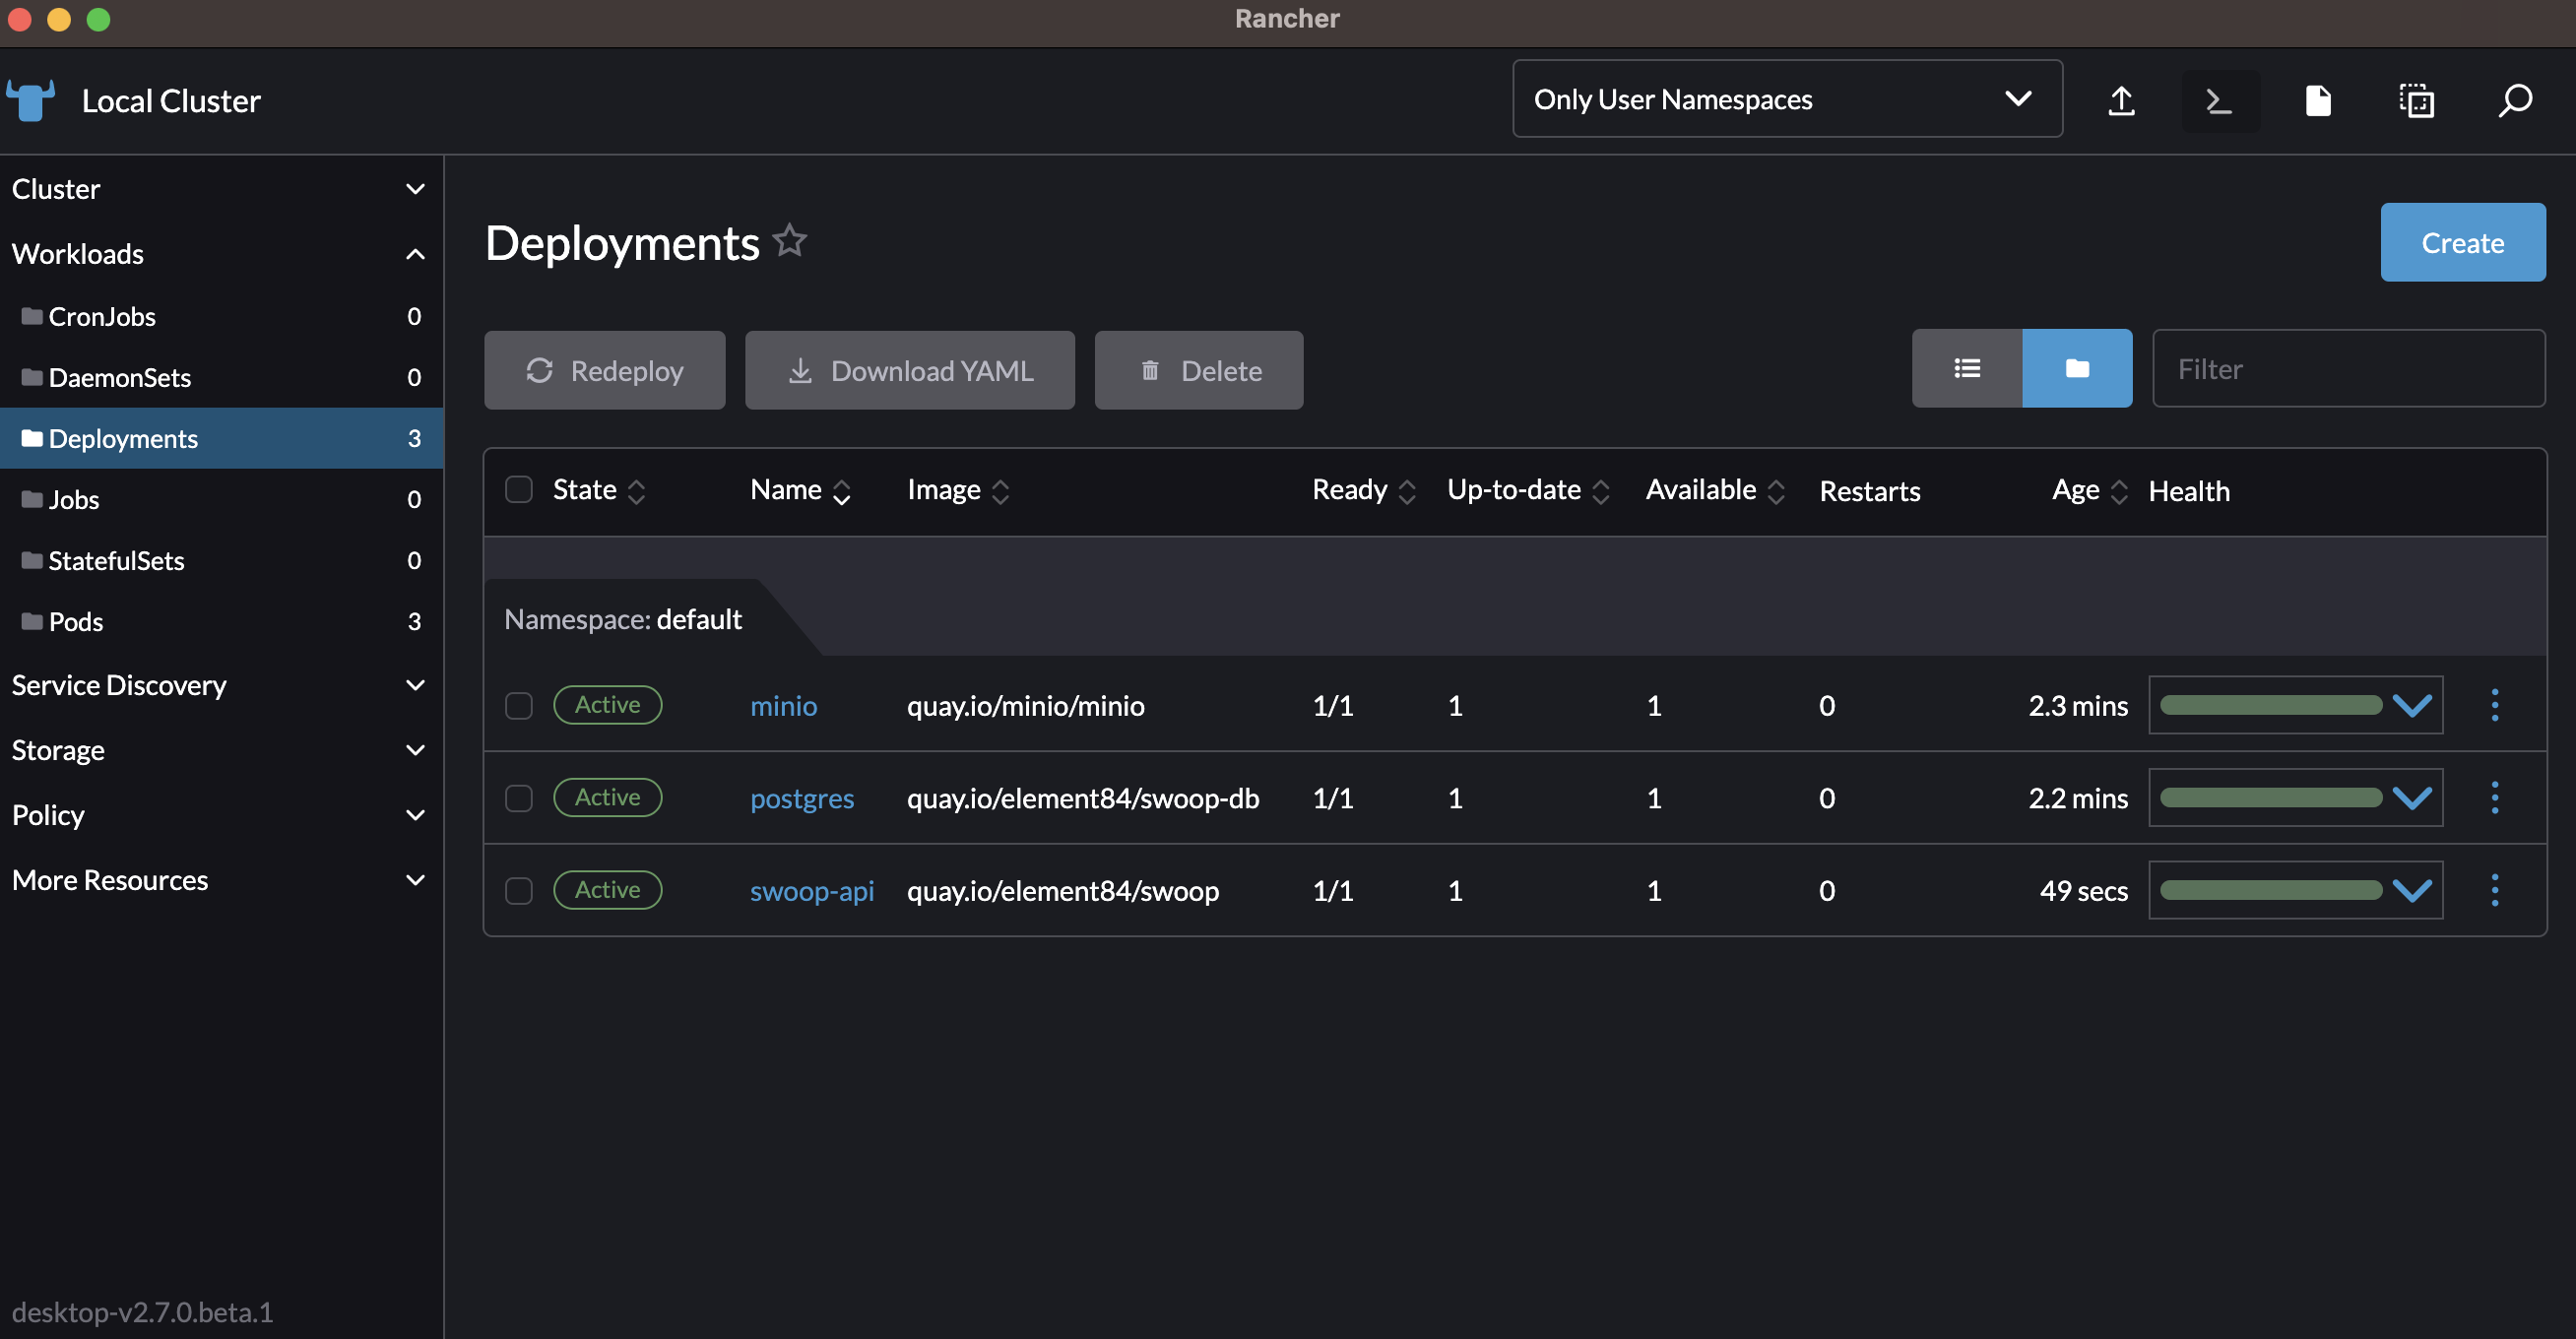 Rancher
Local Cluster
Only User Namespaces
Cluster
Workloads
CronJobs 0
DaemonSets 0
Deployments 3
Jobs 0
StatefulSets 0
Pods 3
Service Discovery
Storage
Policy
More Resources
desktop-v2.7.0.beta.1
Deployments
Create
Redeploy Download YAML Delete Filter
State Name Image Ready Up-to-date Available Restarts Age Health
Namespace: default
Active minio quay.io/minio/minio 1/1 1 1 0 2.3 mins
Active postgres quay.io/element84/swoop-db 1/1 1 1 0 2.2 mins
Active swoop-api quay.io/element84/swoop 1/1 1 1 0 49 secs